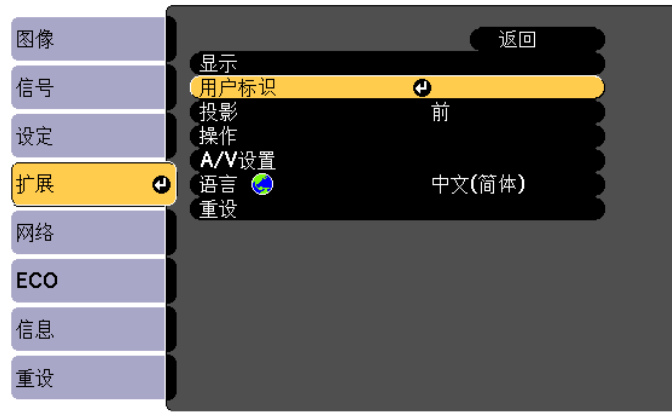 图像
信号
设定
扩展
网络
ECO
信息
重设
返回
显示
用户标识
投影 前
操作
A/V设置
语言 中文(简体)
重设